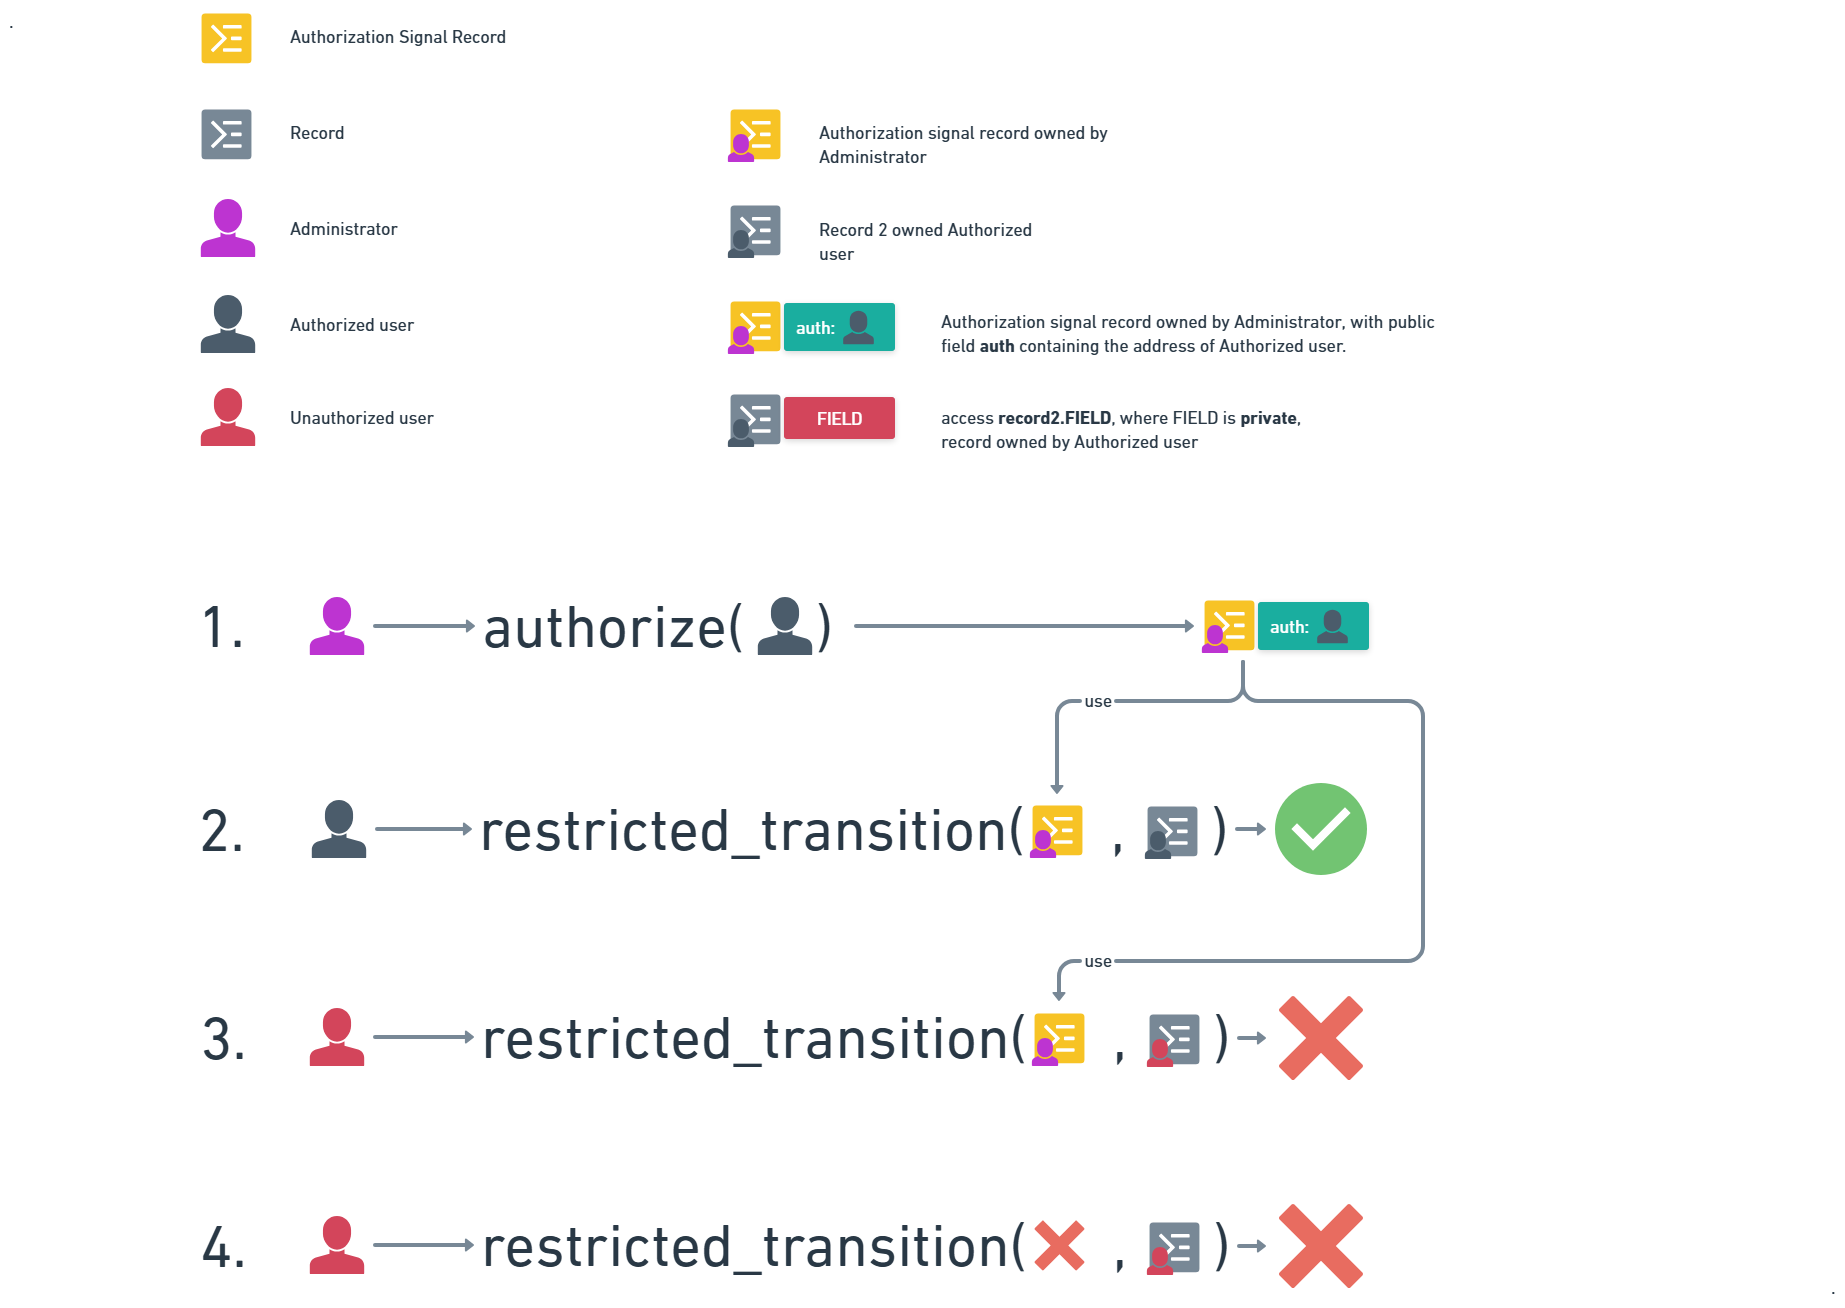 Authorization Signal Record
Record
Authorization signal record owned by
Administrator
Administrator
Record 2 owned Authorized
user
Authorized user
auth:
Authorization signal record owned by Administrator, with public
field auth containing the address of Authorized user.
Unauthorized user
FIELD
access record2.FIELD, where FIELD is private,
record owned by Authorized user
1. authorize( ) auth:
use
2. restricted_transition( , )
use
3. restricted_transition( , )
4. restricted_transition( , )